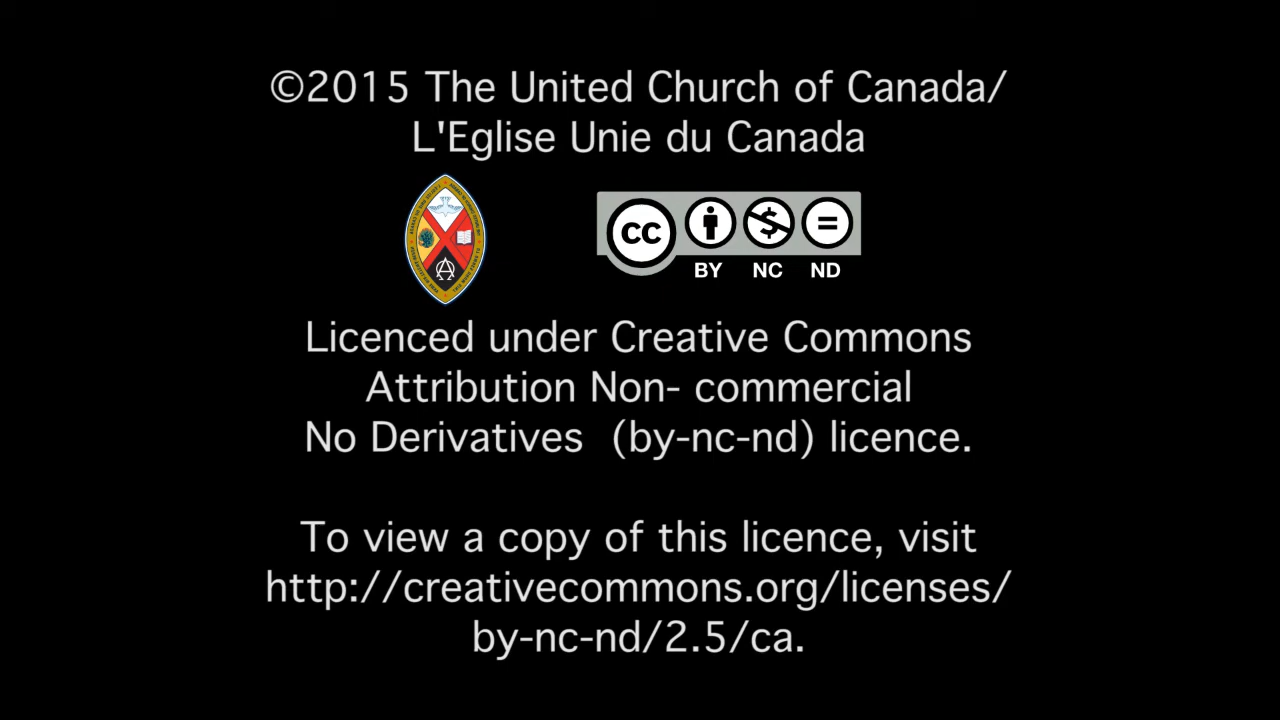 ©2015 The United Church of Canada/
L'Eglise Unie du Canada
CC
BY NC ND
Licenced under Creative Commons
Attribution Non- commercial
No Derivatives (by-nc-nd) licence.
To view a copy of this licence, visit
http://creativecommons.org/licenses/
by-nc-nd/2.5/ca.